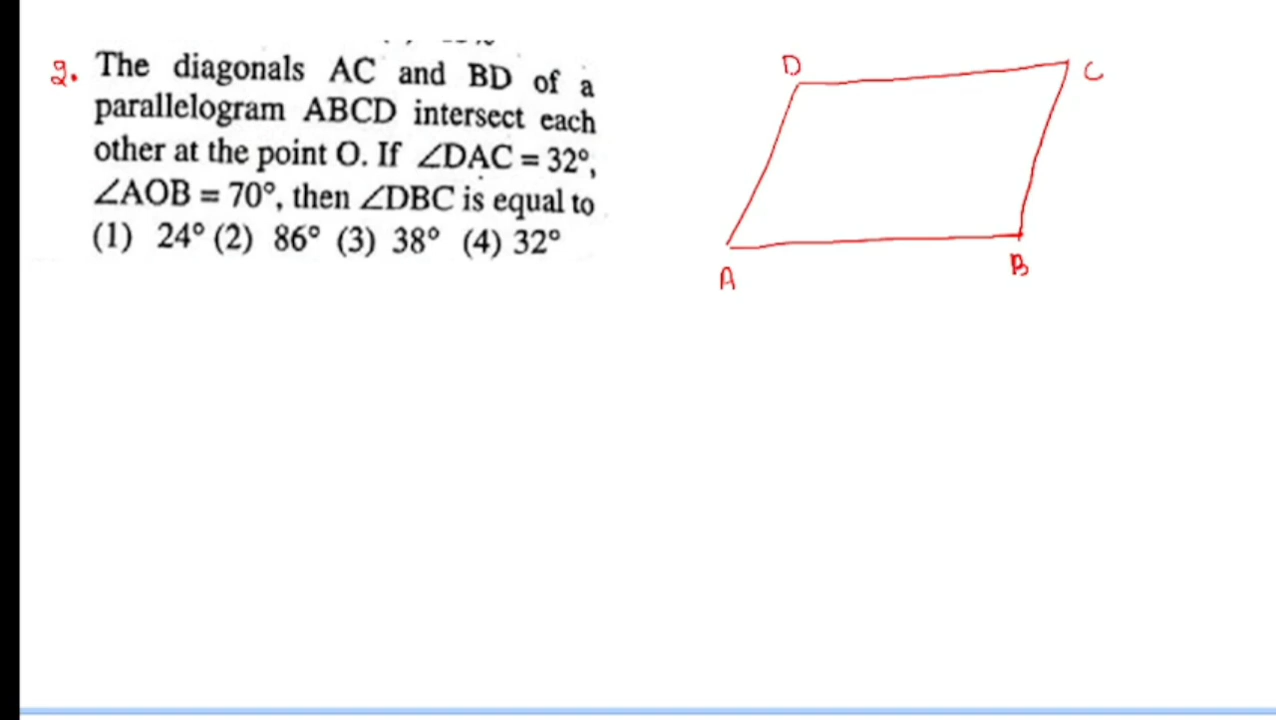 2. The diagonals AC and BD of a
parallelogram ABCD intersect each
other at the point O. If ∠DAC = 32°,
∠AOB = 70°, then ∠DBC is equal to
(1) 24° (2) 86° (3) 38° (4) 32°
D
C
A
B